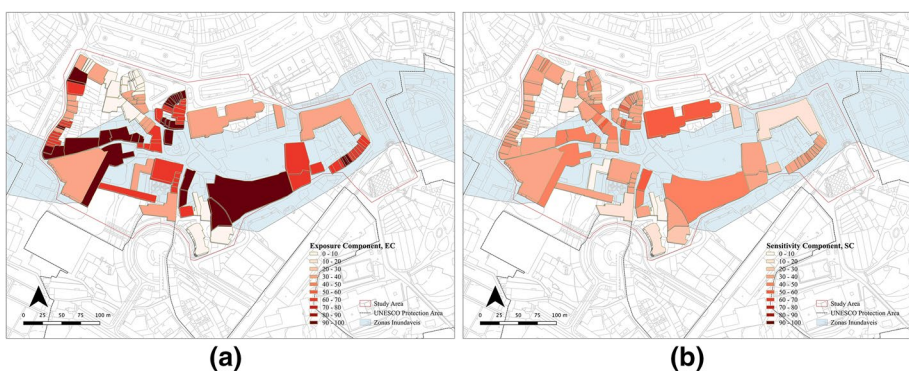 Exposure Component, EC
0 - 10
10 - 20
20 - 30
30 - 40
40 - 50
50 - 60
60 - 70
70 - 80
80 - 90
90 - 100
Study Area
UNESCO Protection Area
Zonas Inundaveis
0 25 50 75 100 m
(a)
Sensitivity Component, SC
0 - 10
10 - 20
20 - 30
30 - 40
40 - 50
50 - 60
60 - 70
70 - 80
80 - 90
90 - 100
Study Area
UNESCO Protection Area
Zonas Inundaveis
0 25 50 75 100 m
(b)